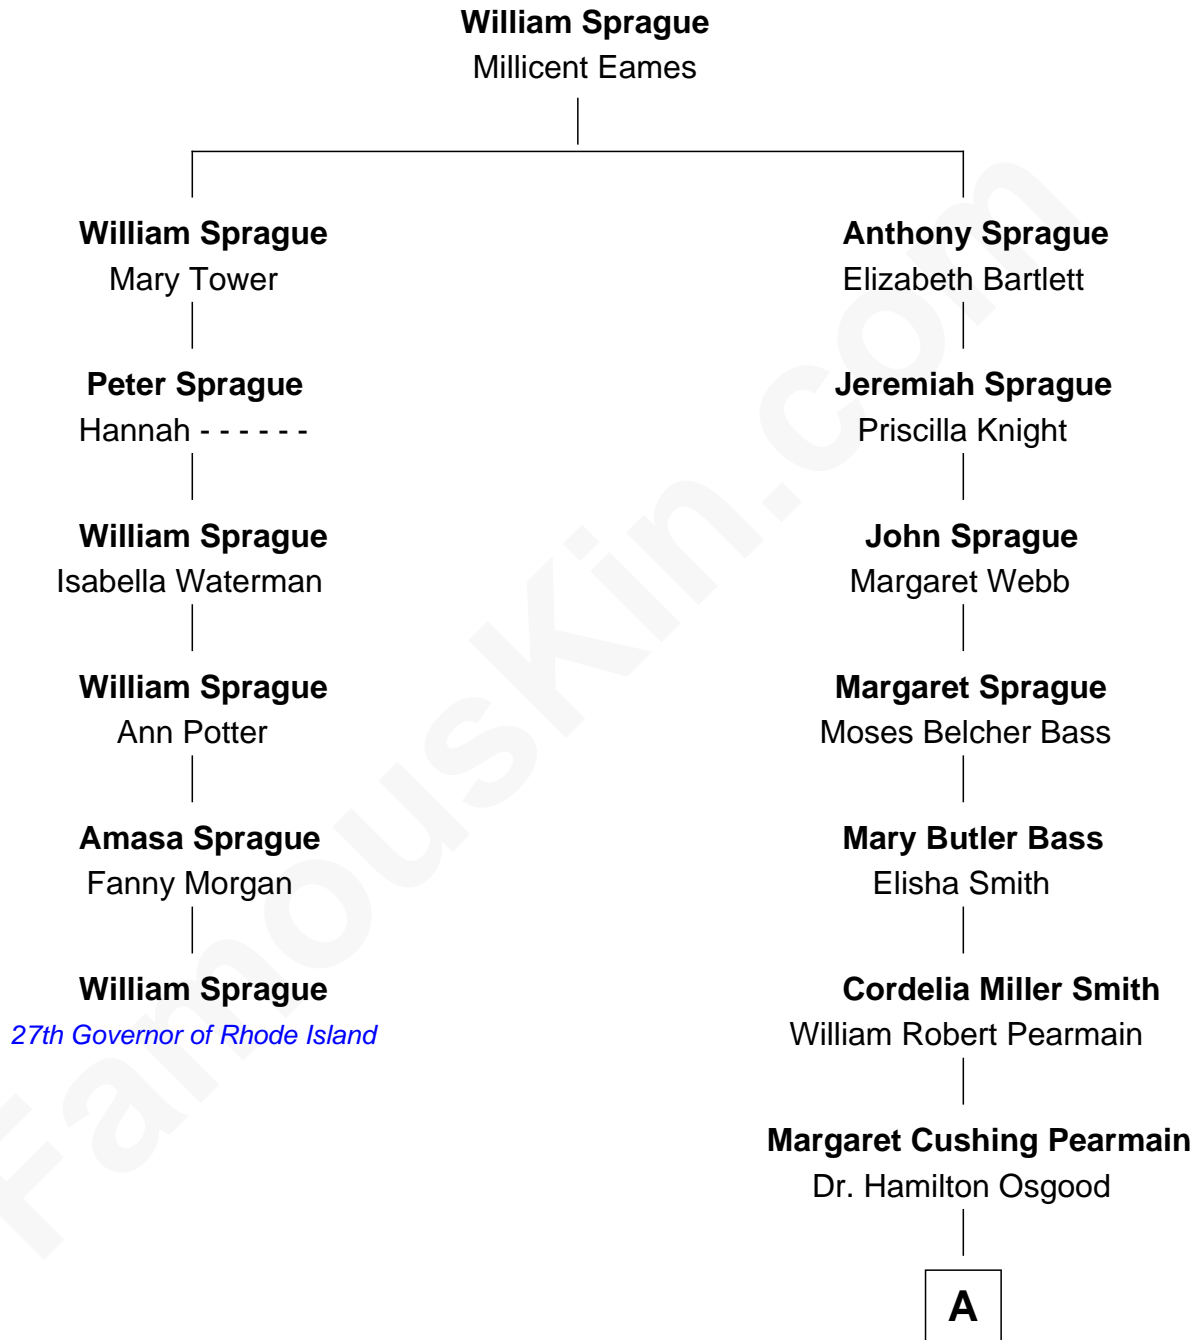 William Sprague
Millicent Eames
William Sprague
Mary Tower
Anthony Sprague
Elizabeth Bartlett
Peter Sprague
Hannah - - - - - -
Jeremiah Sprague
Priscilla Knight
William Sprague
Isabella Waterman
John Sprague
Margaret Webb
William Sprague
Ann Potter
Margaret Sprague
Moses Belcher Bass
Amasa Sprague
Fanny Morgan
Mary Butler Bass
Elisha Smith
William Sprague
27th Governor of Rhode Island
Cordelia Miller Smith
William Robert Pearmain
Margaret Cushing Pearmain
Dr. Hamilton Osgood
A
FamousKin.com